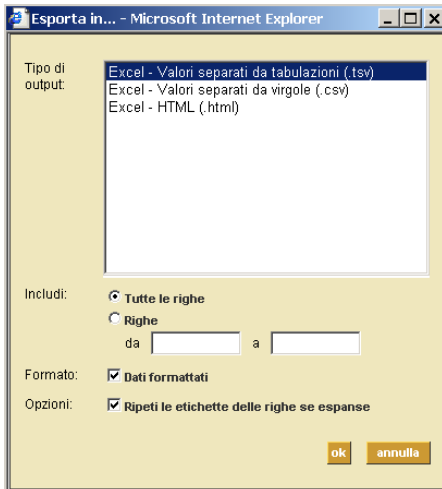 Esporta in... - Microsoft Internet Explorer
Tipo di output:
Excel - Valori separati da tabulazioni (.tsv)
Excel - Valori separati da virgole (.csv)
Excel - HTML (.html)
Includi:
Tutte le righe
Righe
da a
Formato:
Dati formattati
Opzioni:
Ripeti le etichette delle righe se espanse
ok annulla